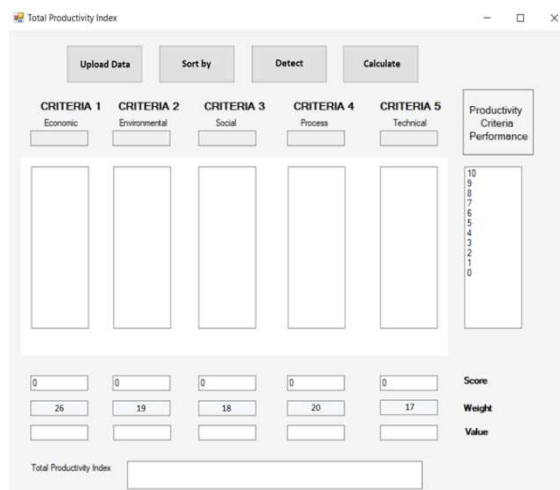 Total Productivity Index
Upload Data Sort by Detect Calculate
CRITERIA 1 CRITERIA 2 CRITERIA 3 CRITERIA 4 CRITERIA 5
Economic Environmental Social Process Technical
Productivity
Criteria
Performance
10
9
8
7
6
5
4
3
2
1
0
0 0 0 0 0 Score
26 19 18 20 17 Weight
Value
Total Productivity Index